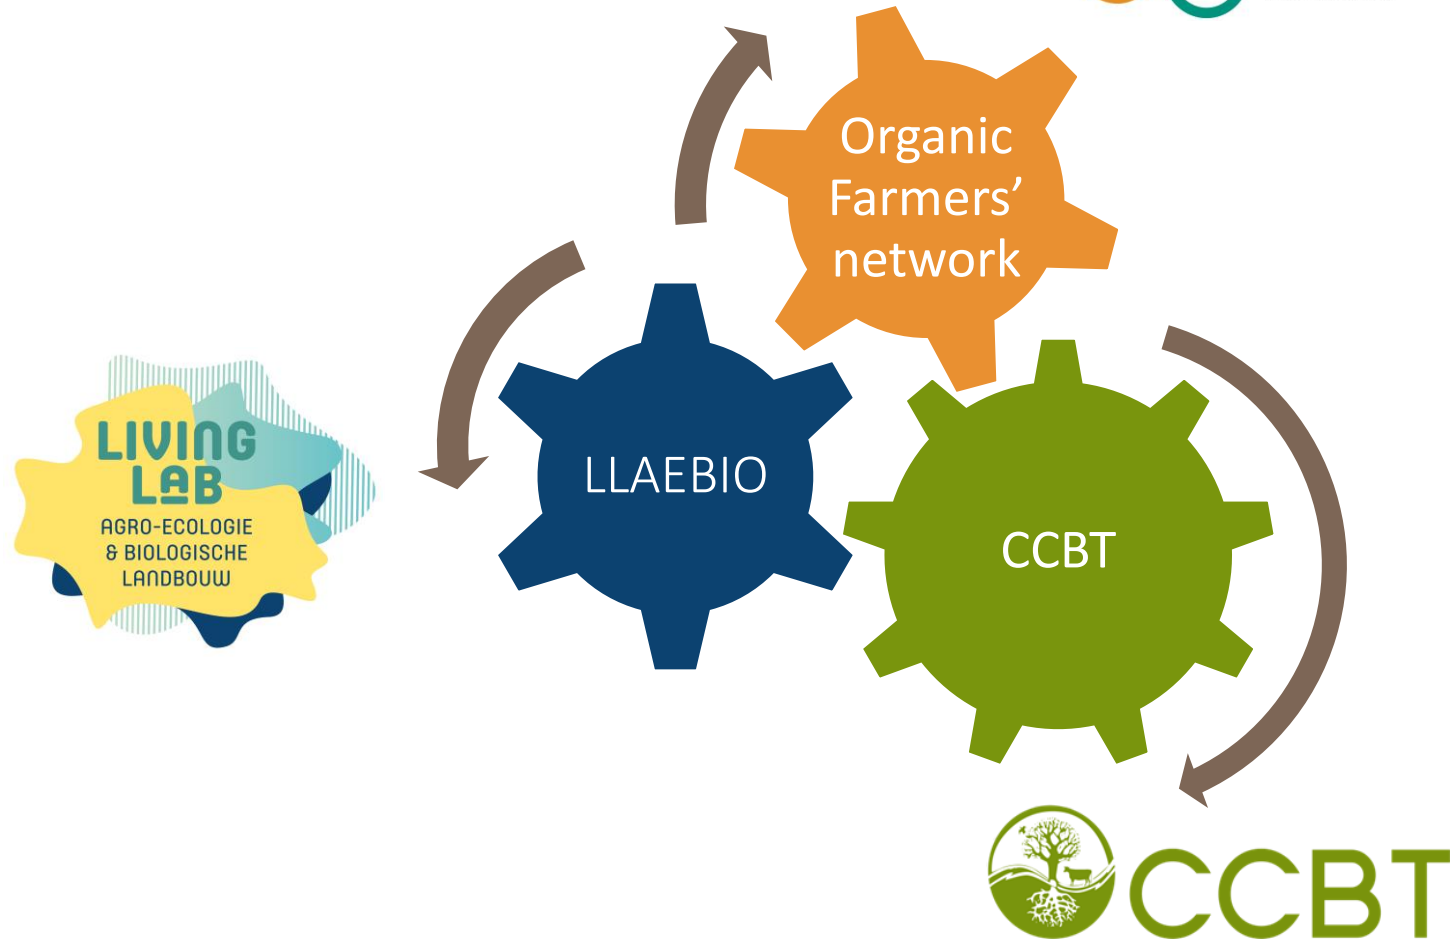 Organic
Farmers’
network
LLAEBIO
CCBT
LIVING
LAB
AGRO-ECOLOGIE
& BIOLOGISCHE
LANDBOUW
CCBT